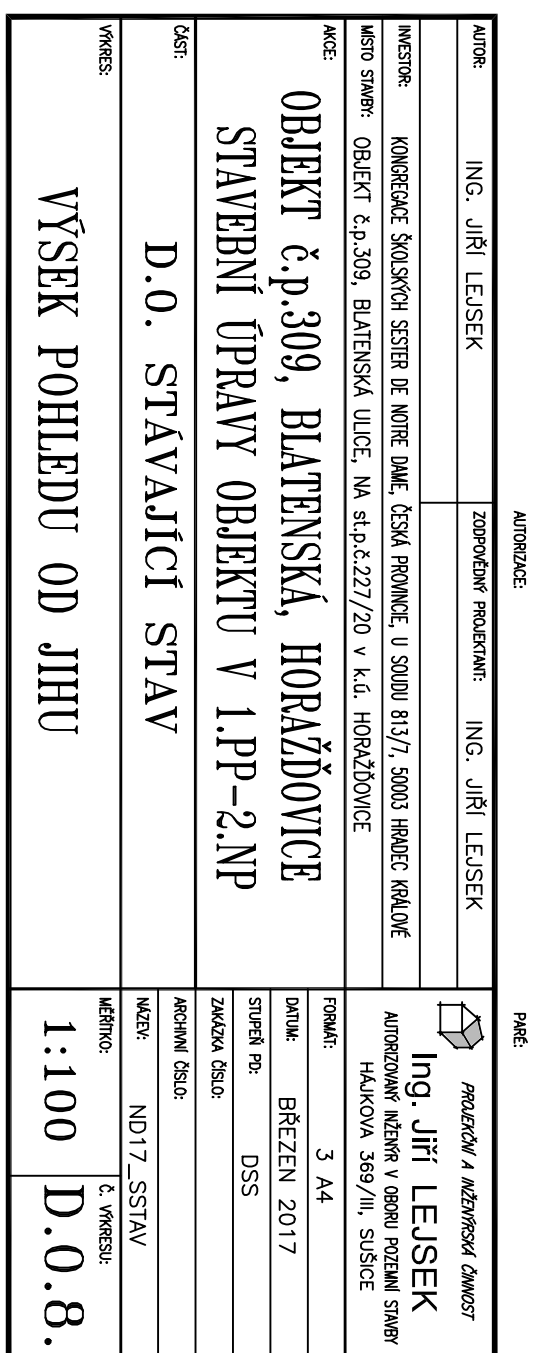 AUTORIZACE: PARÉ:
AUTOR: ING. JIŘÍ LEJSEK
ZODPOVĚDNÝ PROJEKTANT: ING. JIŘÍ LEJSEK
INVESTOR: KONGREGACE ŠKOLSKÝCH SESTER DE NOTRE DAME, ČESKÁ PROVINCIE, U SOUDU 813/7, 50003 HRADEC KRÁLOVÉ
MÍSTO STAVBY: OBJEKT č.p.309, BLATENSKÁ ULICE, NA st.p.č.227/20 v k.ú. HORAŽĎOVICE
AKCE:
OBJEKT č.p.309, BLATENSKÁ, HORAŽĎOVICE
STAVEBNÍ ÚPRAVY OBJEKTU V 1.PP-2.NP
ČÁST:
D.O. STÁVAJÍCÍ STAV
VÝKRES:
VÝSEK POHLEDU OD JIHU
PROJEKČNÍ A INŽENÝRSKÁ ČINNOST
Ing. Jiří LEJSEK
AUTORIZOVANÝ INŽENÝR V OBORU POZEMNÍ STAVBY
HÁJKOVA 369/III, SUŠICE
FORMÁT: 3 A4
DATUM: BŘEZEN 2017
STUPEŇ PD: DSS
ZAKÁZKA ČÍSLO:
ARCHIVNÍ ČÍSLO:
NÁZEV: ND17_SSTAV
MĚŘÍTKO: 1:100
Č. VÝKRESU: D.0.8.